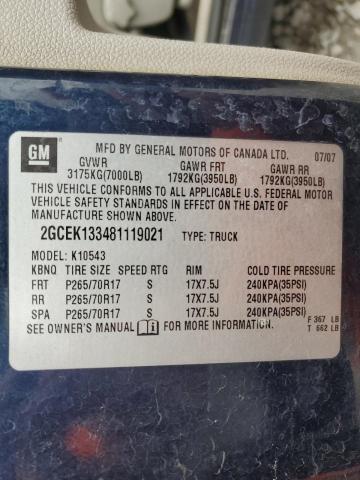 GM
MFD BY GENERAL MOTORS OF CANADA LTD. 07/07
GVWR GAWR FRT GAWR RR
3175KG(7000LB) 1792KG(3950LB) 1792KG(3950LB)
THIS VEHICLE CONFORMS TO ALL APPLICABLE U.S. FEDERAL MOTOR
VEHICLE SAFETY STANDARDS IN EFFECT ON THE DATE OF
MANUFACTURE SHOWN ABOVE.
2GCEK133481119021 TYPE: TRUCK
MODEL: K10543
KBNQ TIRE SIZE SPEED RTG RIM COLD TIRE PRESSURE
FRT P265/70R17 S 17X7.5J 240KPA(35PSI)
RR P265/70R17 S 17X7.5J 240KPA(35PSI)
SPA P265/70R17 S 17X7.5J 240KPA(35PSI)
SEE OWNER'S MANUAL FOR MORE INFORMATION. F 367 LB
T 662 LB